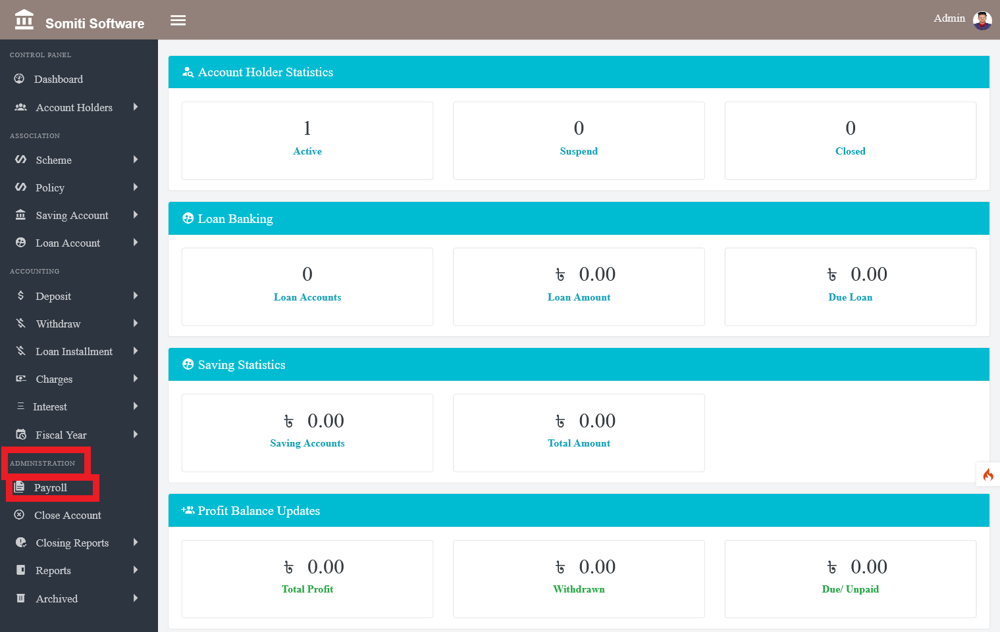 Somiti Software
Admin
CONTROL PANEL
Dashboard
Account Holders
ASSOCIATION
Scheme
Policy
Saving Account
Loan Account
ACCOUNTING
Deposit
Withdraw
Loan Installment
Charges
Interest
Fiscal Year
ADMINISTRATION
Payroll
Close Account
Closing Reports
Reports
Archived
Account Holder Statistics
1
Active
0
Suspend
0
Closed
Loan Banking
0
Loan Accounts
৳ 0.00
Loan Amount
৳ 0.00
Due Loan
Saving Statistics
৳ 0.00
Saving Accounts
৳ 0.00
Total Amount
Profit Balance Updates
৳ 0.00
Total Profit
৳ 0.00
Withdrawn
৳ 0.00
Due/ Unpaid